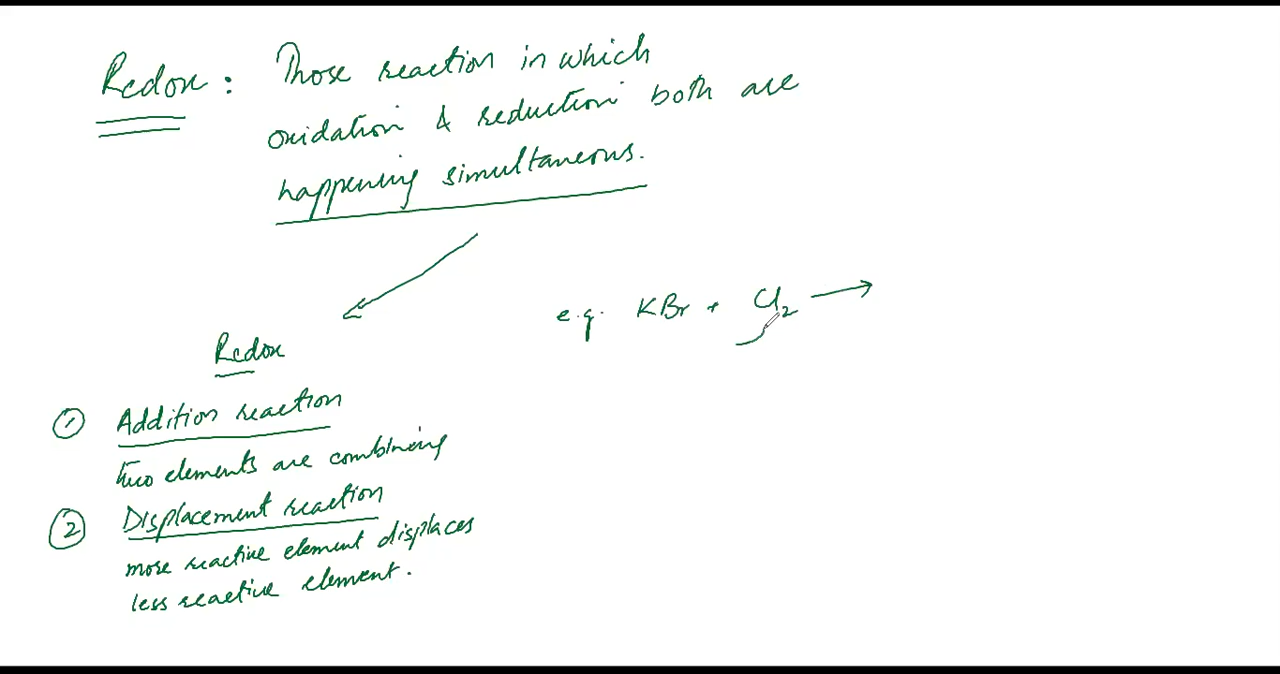 Redox : Those reaction in which
oxidation & reduction both are
happening simultaneous.
e.g. KBr + Cl₂ →
Redox
① Addition reaction
two elements are combining
② Displacement reaction
more reactive element displaces
less reactive element.